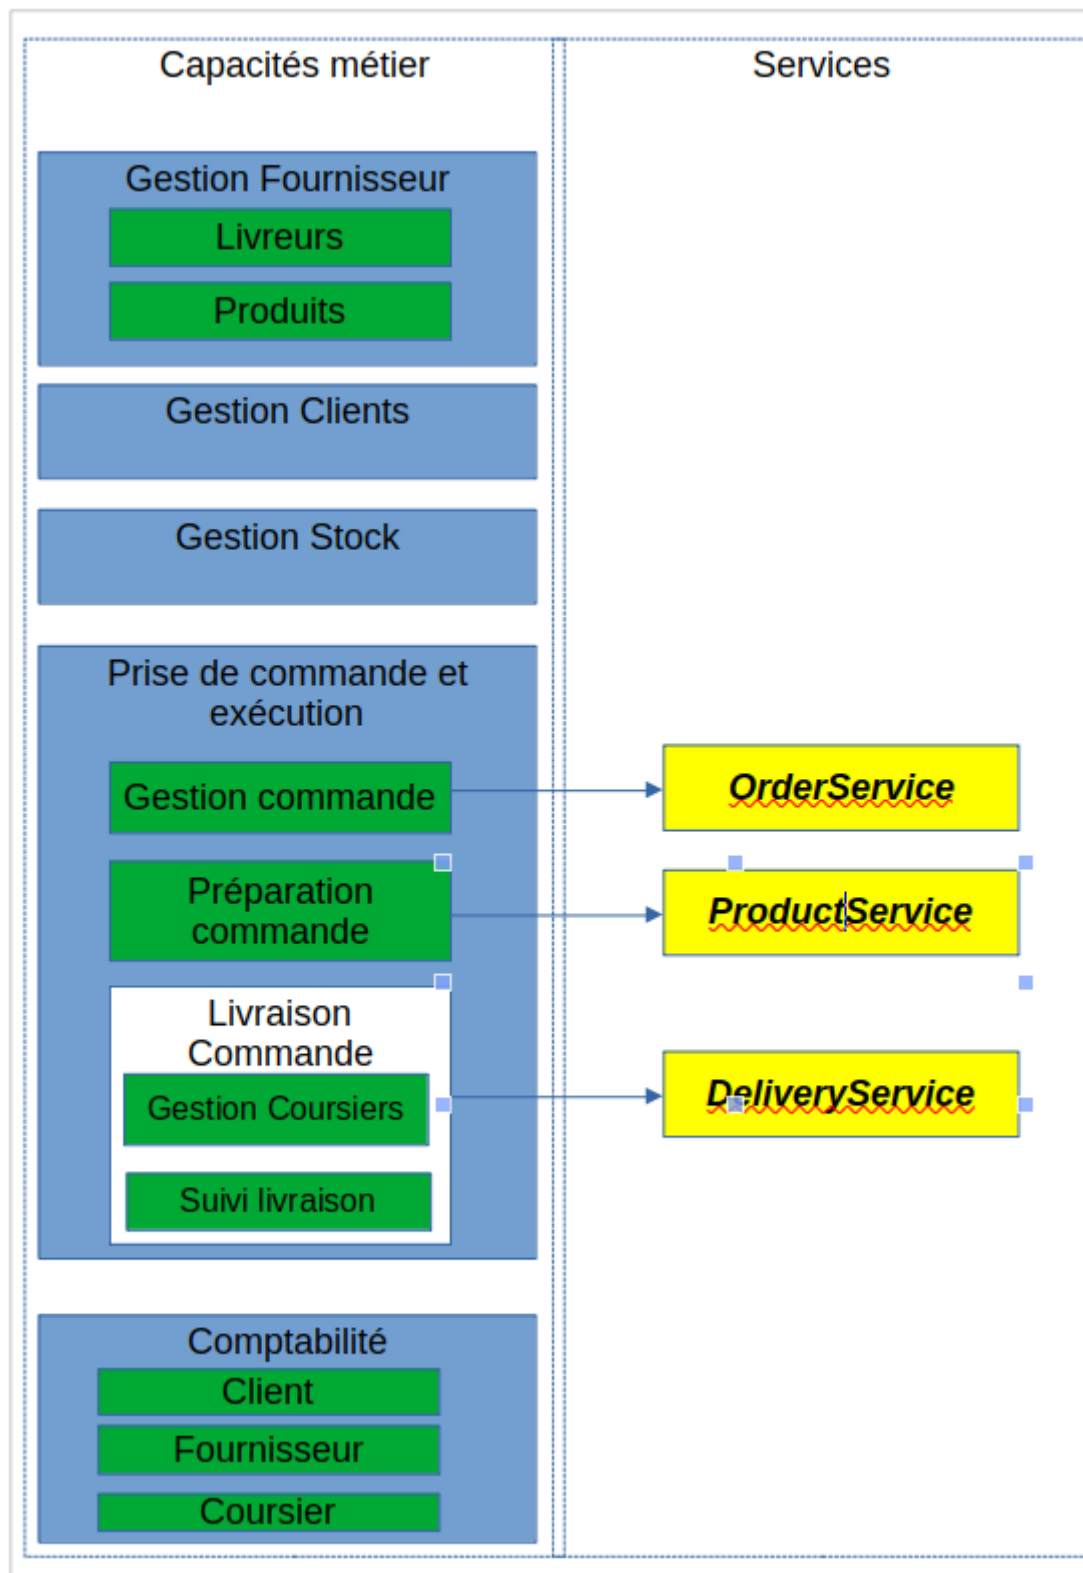 Capacités métier
Services
Gestion Fournisseur
Livreurs
Produits
Gestion Clients
Gestion Stock
Prise de commande et
exécution
Gestion commande
OrderService
Préparation
commande
ProductService
Livraison
Commande
Gestion Coursiers
DeliveryService
Suivi livraison
Comptabilité
Client
Fournisseur
Coursier